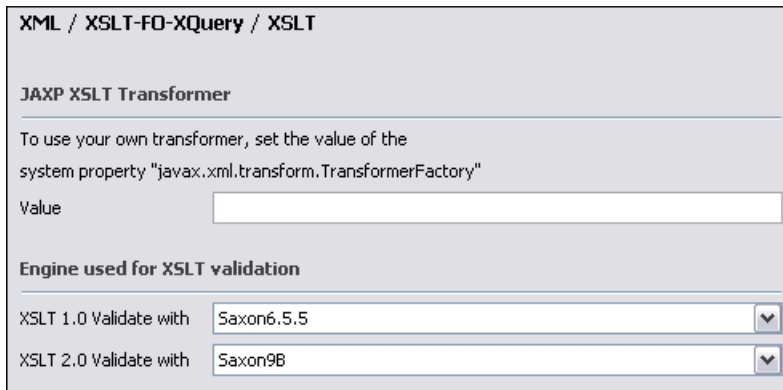 XML / XSLT-FO-XQuery / XSLT
JAXP XSLT Transformer
To use your own transformer, set the value of the
system property "javax.xml.transform.TransformerFactory"
Value
Engine used for XSLT validation
XSLT 1.0 Validate with Saxon6.5.5
XSLT 2.0 Validate with Saxon9B